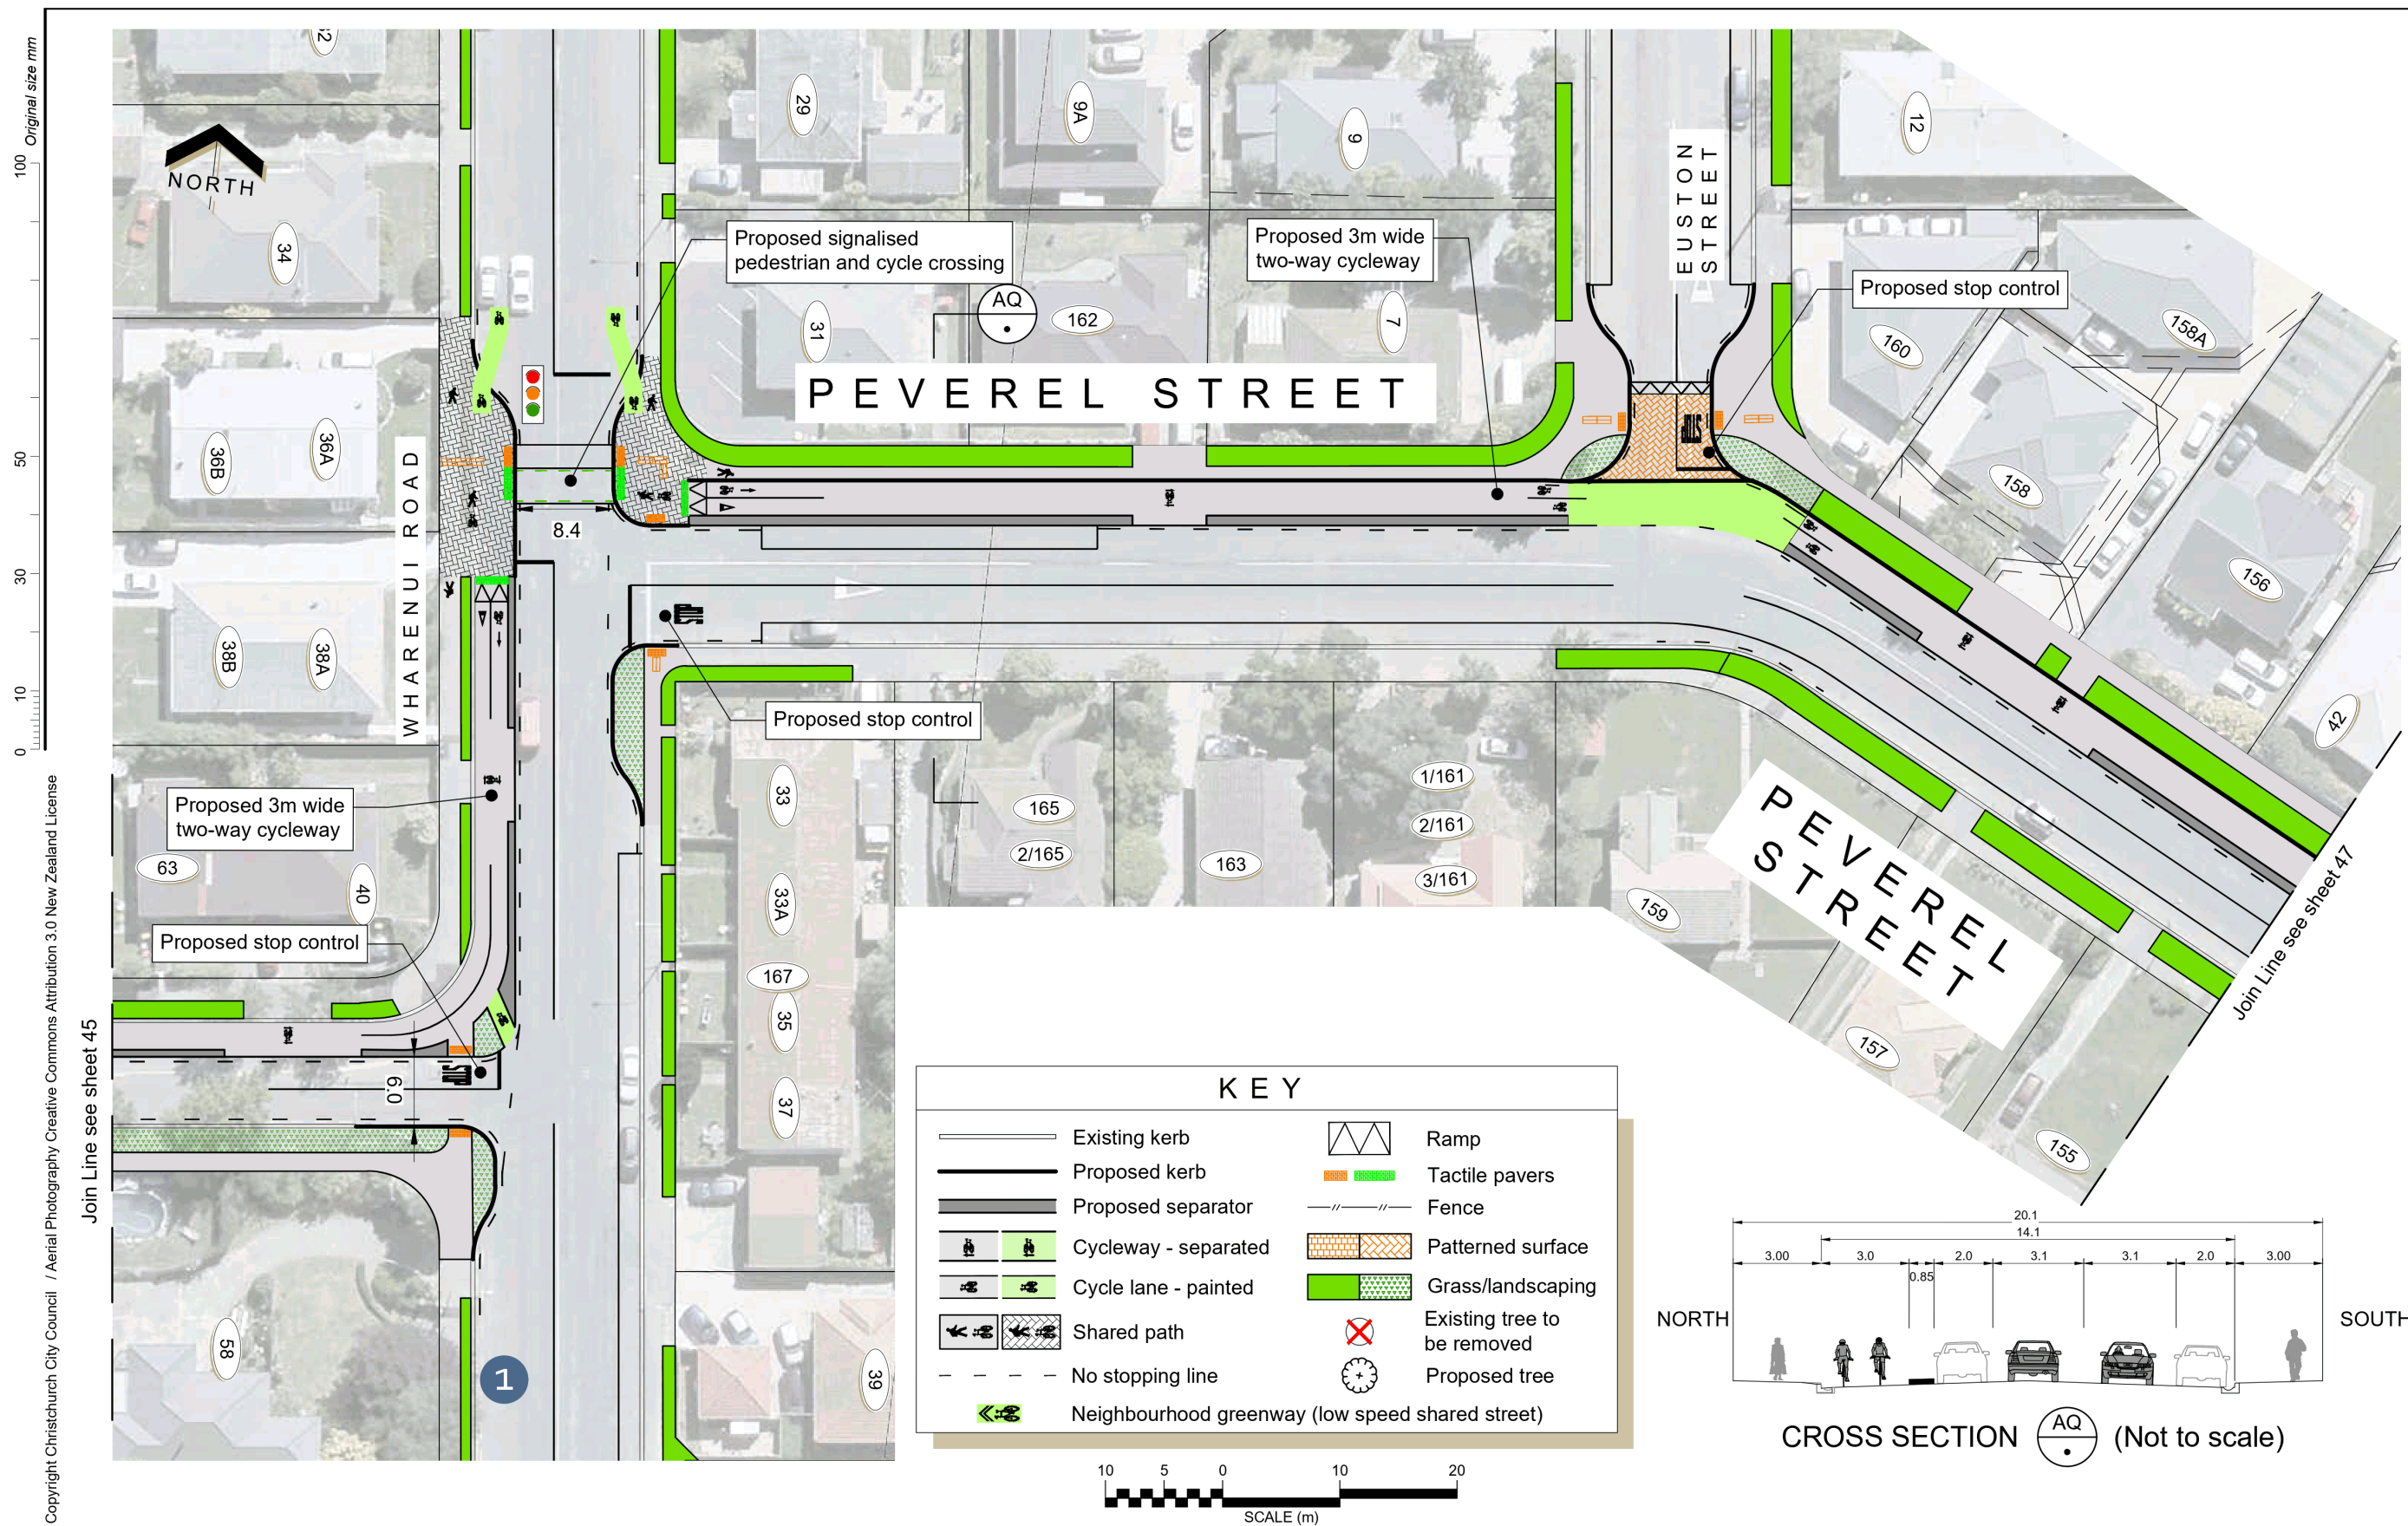 Original size mm
100
50
30
10
0
Copyright Christchurch City Council / Aerial Photography Creative Commons Attribution 3.0 New Zealand License
NORTH
34
36B
36A
38B
38A
63
40
58
29
9A
9
12
31
162
7
160
158A
158
156
42
33
33A
167
35
37
39
165
2/165
163
1/161
2/161
3/161
159
157
155
WHARENUI ROAD
PEVEREL STREET
EUSTON
STREET
PEVEREL
STREET
Proposed signalised
pedestrian and cycle crossing
AQ
Proposed 3m wide
two-way cycleway
Proposed stop control
8.4
STOP
STOP
Proposed stop control
Proposed 3m wide
two-way cycleway
Proposed stop control
STOP
6.0
Join Line see sheet 45
Join Line see sheet 47
1
KEY
Existing kerb
Proposed kerb
Proposed separator
Cycleway - separated
Cycle lane - painted
Shared path
No stopping line
Neighbourhood greenway (low speed shared street)
Ramp
Tactile pavers
Fence
Patterned surface
Grass/landscaping
Existing tree to
be removed
Proposed tree
10 5 0 10 20
SCALE (m)
20.1
14.1
3.00 3.0 0.85 2.0 3.1 3.1 2.0 3.00
NORTH
SOUTH
CROSS SECTION AQ (Not to scale)